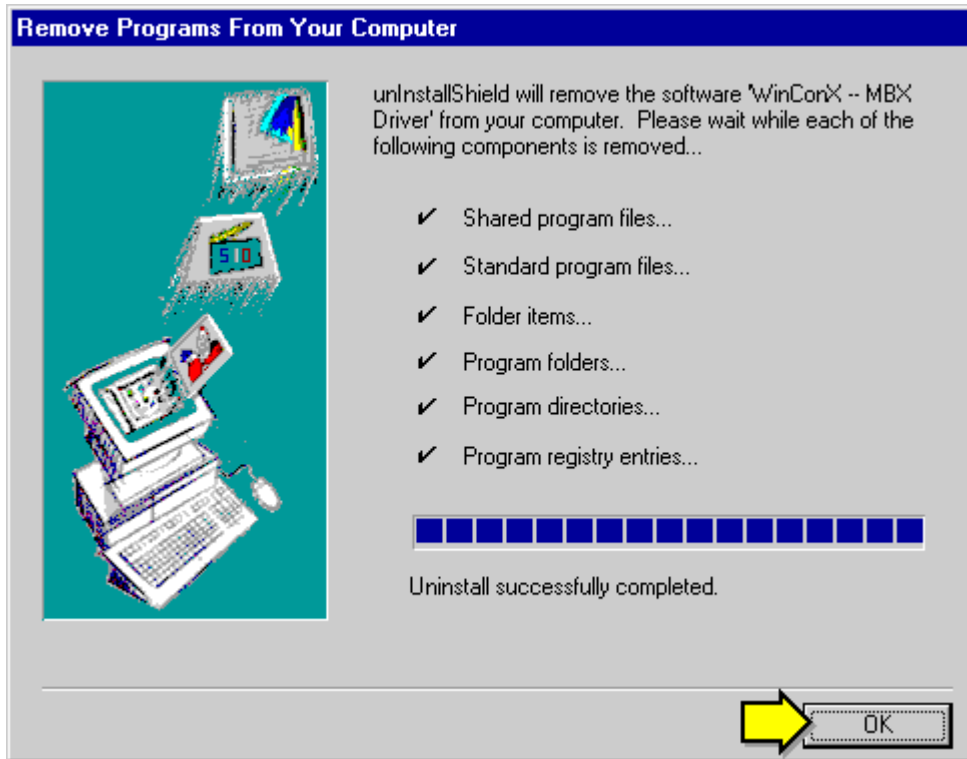 Remove Programs From Your Computer
unInstallShield will remove the software 'WinConX -- MBX
Driver' from your computer. Please wait while each of the
following components is removed...
✔ Shared program files...
✔ Standard program files...
✔ Folder items...
✔ Program folders...
✔ Program directories...
✔ Program registry entries...
510
Uninstall successfully completed.
OK